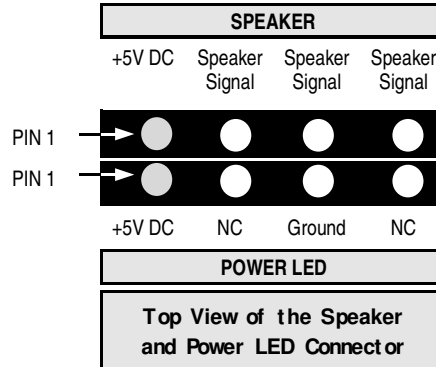 SPEAKER
+5V DC Speaker Signal Speaker Signal Speaker Signal
PIN 1
PIN 1
+5V DC NC Ground NC
POWER LED
Top View of the Speaker
and Power LED Connector